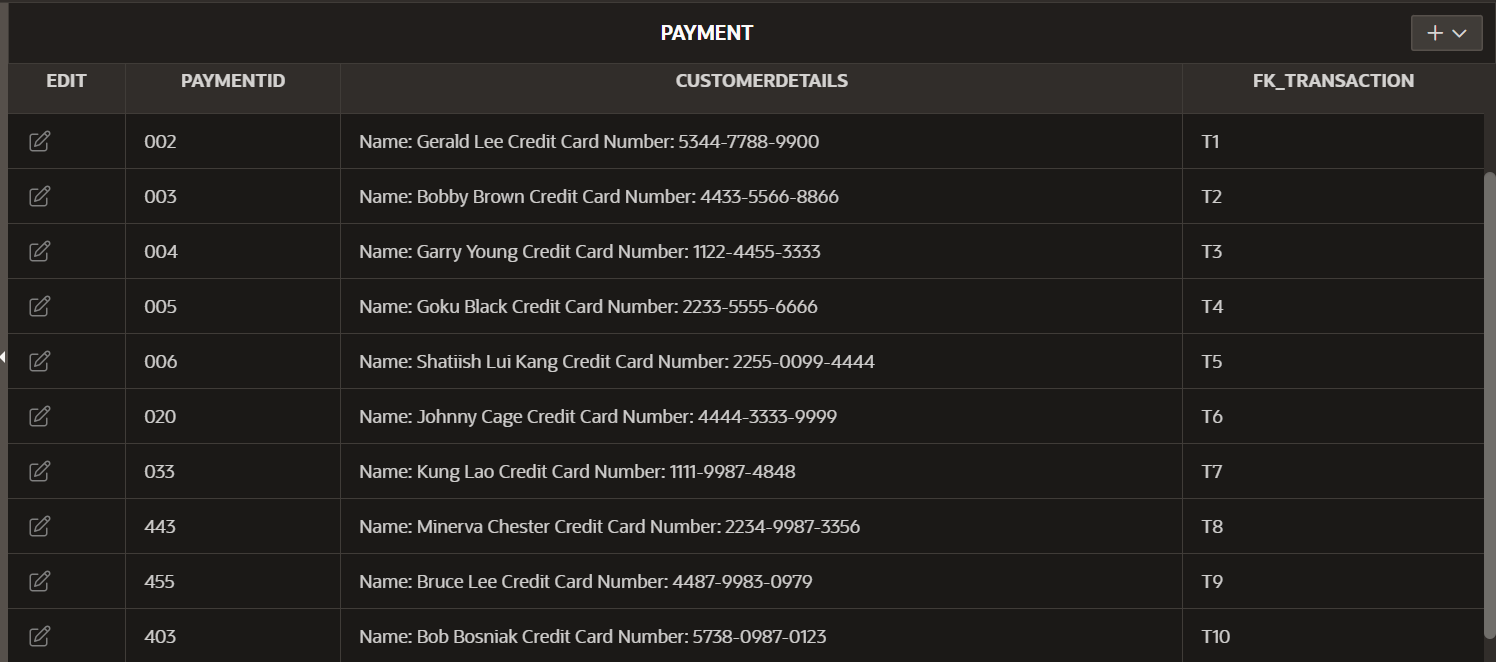 PAYMENT
EDIT PAYMENTID CUSTOMERDETAILS FK_TRANSACTION
002 Name: Gerald Lee Credit Card Number: 5344-7788-9900 T1
003 Name: Bobby Brown Credit Card Number: 4433-5566-8866 T2
004 Name: Garry Young Credit Card Number: 1122-4455-3333 T3
005 Name: Goku Black Credit Card Number: 2233-5555-6666 T4
006 Name: Shatiish Lui Kang Credit Card Number: 2255-0099-4444 T5
020 Name: Johnny Cage Credit Card Number: 4444-3333-9999 T6
033 Name: Kung Lao Credit Card Number: 1111-9987-4848 T7
443 Name: Minerva Chester Credit Card Number: 2234-9987-3356 T8
455 Name: Bruce Lee Credit Card Number: 4487-9983-0979 T9
403 Name: Bob Bosniak Credit Card Number: 5738-0987-0123 T10